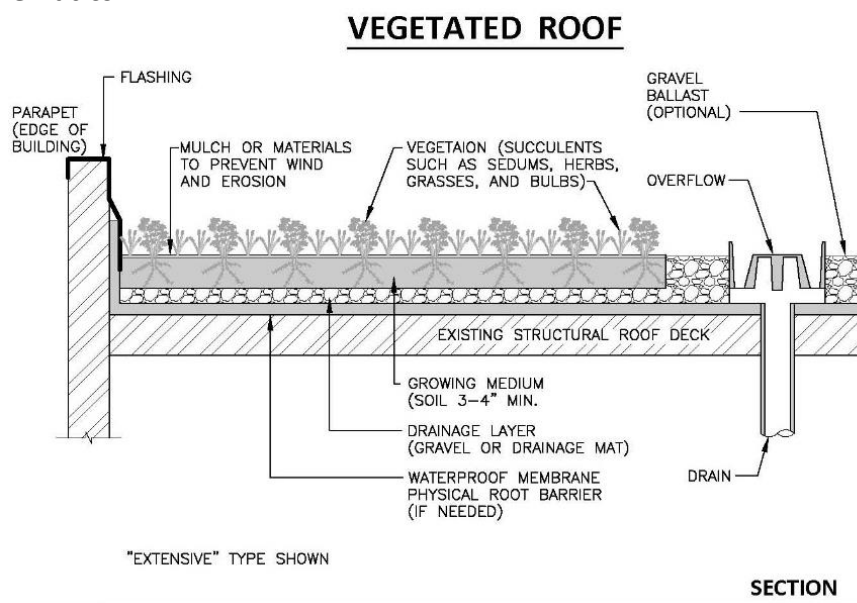 VEGETATED ROOF
FLASHING
PARAPET
(EDGE OF
BUILDING)
MULCH OR MATERIALS
TO PREVENT WIND
AND EROSION
VEGETAION (SUCCULENTS
SUCH AS SEDUMS, HERBS,
GRASSES, AND BULBS)
GRAVEL
BALLAST
(OPTIONAL)
OVERFLOW
EXISTING STRUCTURAL ROOF DECK
GROWING MEDIUM
(SOIL 3-4" MIN.
DRAINAGE LAYER
(GRAVEL OR DRAINAGE MAT)
WATERPROOF MEMBRANE
PHYSICAL ROOT BARRIER
(IF NEEDED)
DRAIN
"EXTENSIVE" TYPE SHOWN
SECTION